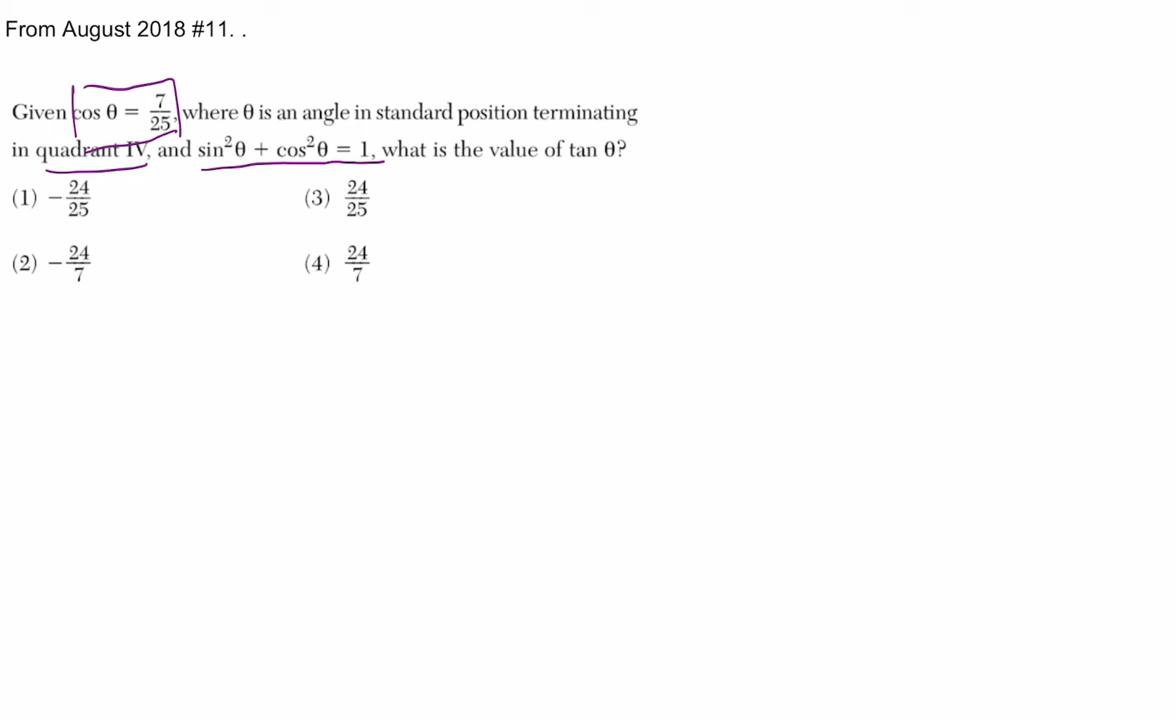 From August 2018 #11. .
Given cos θ = 7/25, where θ is an angle in standard position terminating
in quadrant IV, and sin²θ + cos²θ = 1, what is the value of tan θ?
(1) −24/25 (3) 24/25
(2) −24/7 (4) 24/7